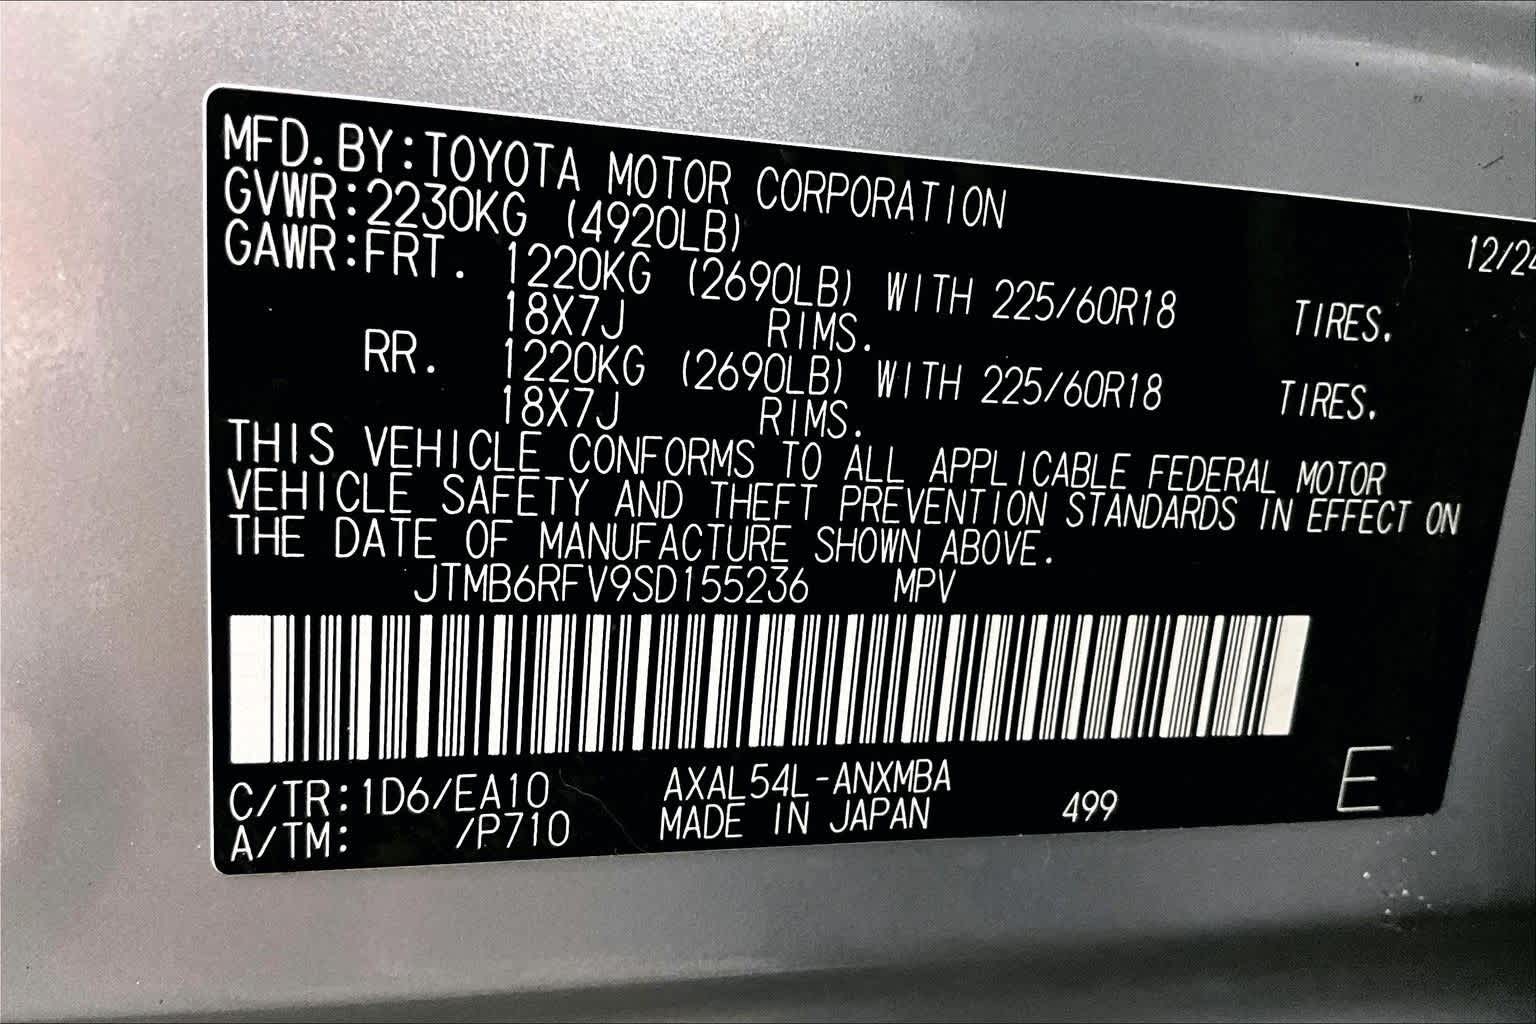 MFD. BY: TOYOTA MOTOR CORPORATION
12/24
GVWR: 2230KG (4920LB)
GAWR: FRT. 1220KG (2690LB) WITH 225/60R18 TIRES.
18X7J RIMS.
RR. 1220KG (2690LB) WITH 225/60R18 TIRES.
18X7J RIMS.
THIS VEHICLE CONFORMS TO ALL APPLICABLE FEDERAL MOTOR
VEHICLE SAFETY AND THEFT PREVENTION STANDARDS IN EFFECT ON
THE DATE OF MANUFACTURE SHOWN ABOVE.
JTMB6RFV9SD155236 MPV
C/TR: 1D6/EA10 AXAL54L-ANXMBA
A/TM: /P710 MADE IN JAPAN 499 E